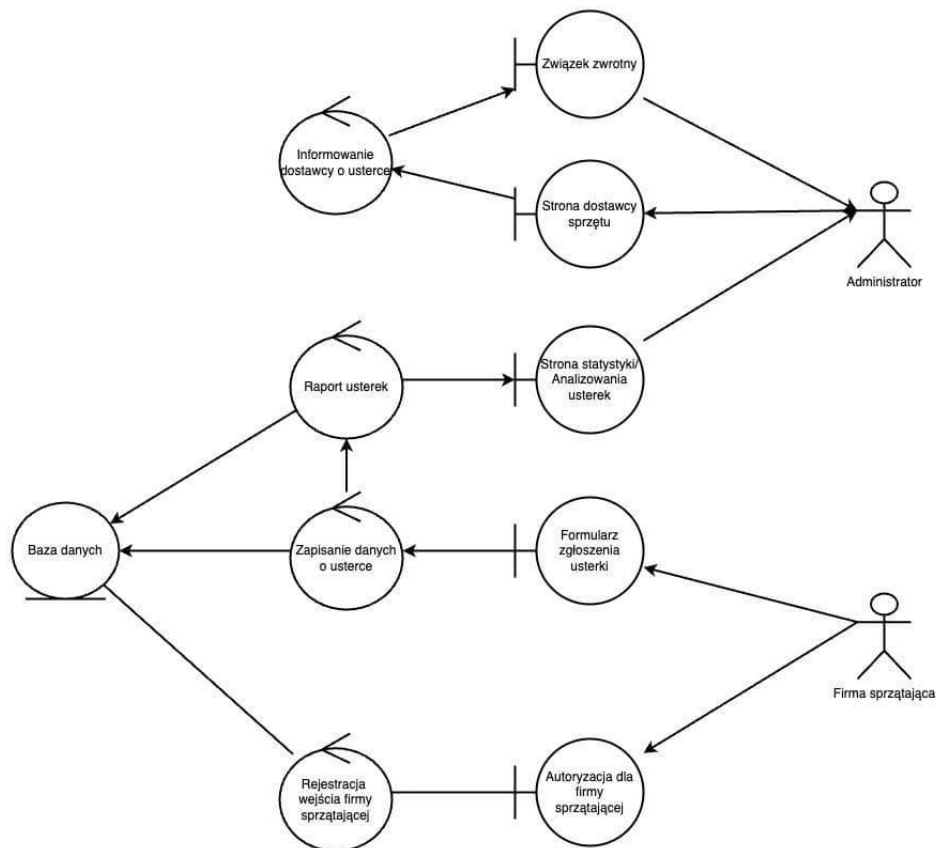 Związek zwrotny
Informowanie
dostawcy o usterce
Strona dostawcy
sprzętu
Administrator
Strona statystyki/
Analizowania
usterek
Raport usterek
Baza danych
Zapisanie danych
o usterce
Formularz
zgłoszenia
usterki
Firma sprzątająca
Rejestracja
wejścia firmy
sprzątającej
Autoryzacja dla
firmy
sprzątającej